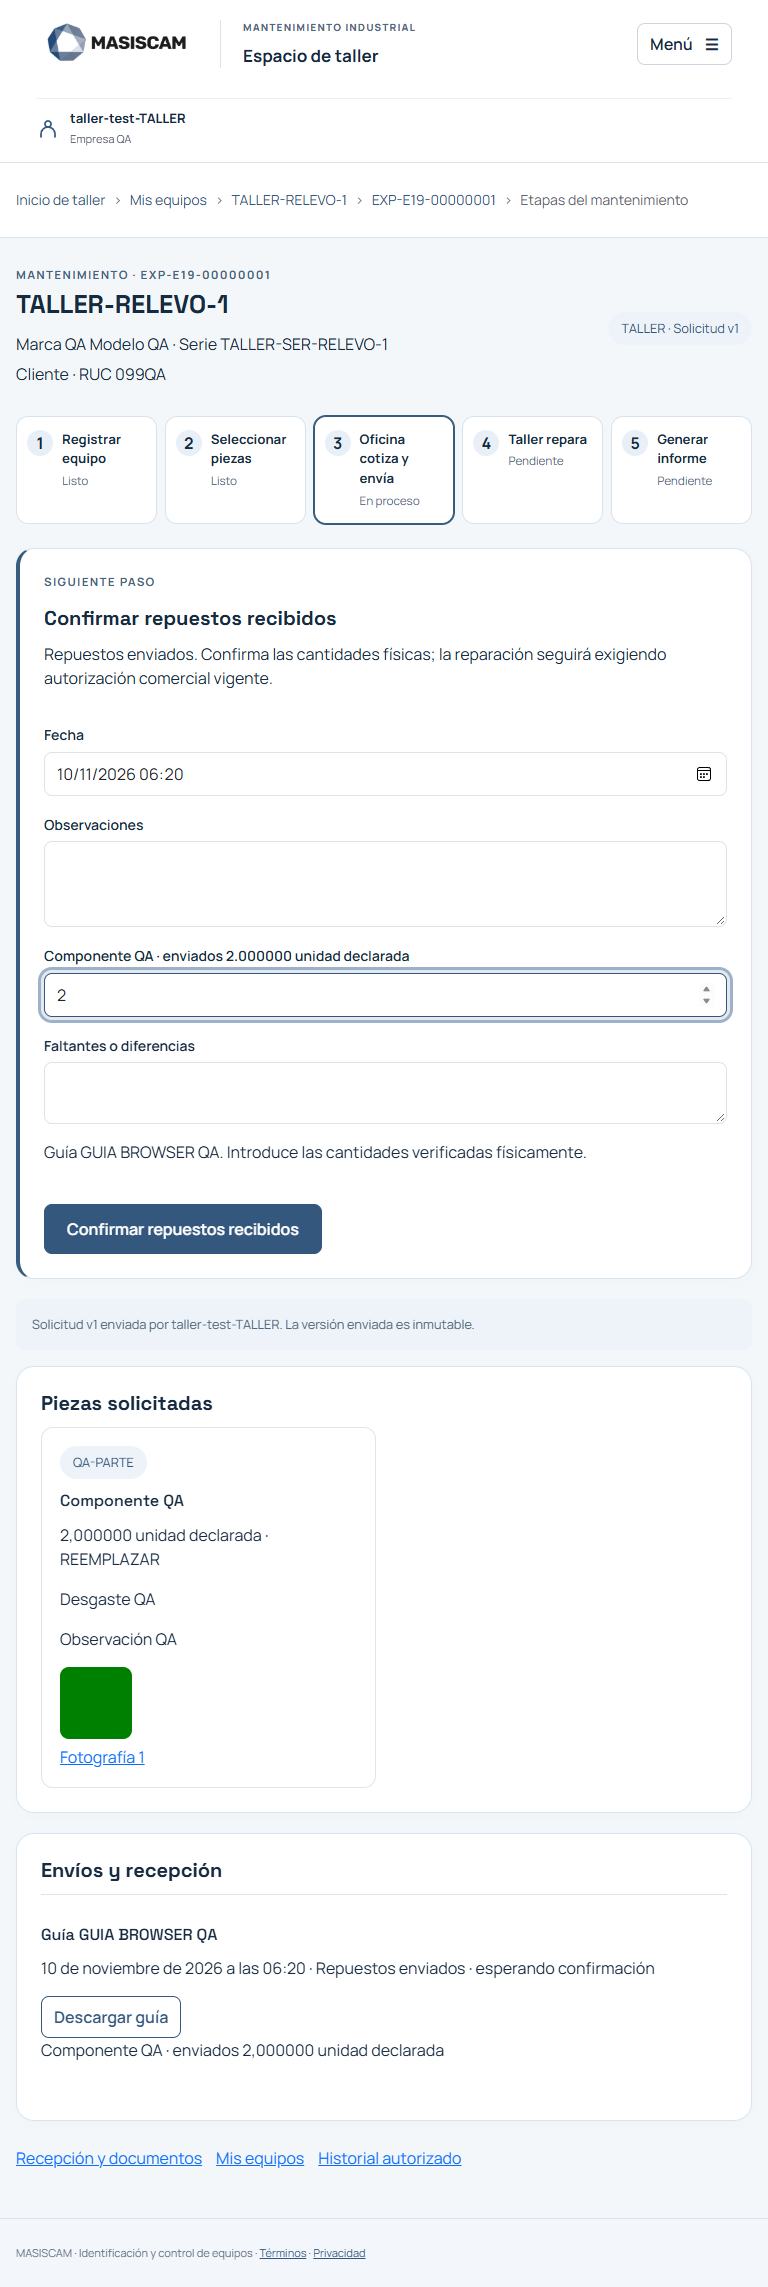 MASISCAM
MANTENIMIENTO INDUSTRIAL
Espacio de taller
Menú ☰
taller-test-TALLER
Empresa QA
Inicio de taller › Mis equipos › TALLER-RELEVO-1 › EXP-E19-00000001 › Etapas del mantenimiento
MANTENIMIENTO · EXP-E19-00000001
TALLER-RELEVO-1
Marca QA Modelo QA · Serie TALLER-SER-RELEVO-1
Cliente · RUC 099QA
TALLER · Solicitud v1
1 Registrar equipo
Listo
2 Seleccionar piezas
Listo
3 Oficina cotiza y envía
En proceso
4 Taller repara
Pendiente
5 Generar informe
Pendiente
SIGUIENTE PASO
Confirmar repuestos recibidos
Repuestos enviados. Confirma las cantidades físicas; la reparación seguirá exigiendo
autorización comercial vigente.
Fecha
10/11/2026 06:20
Observaciones
Componente QA · enviados 2.000000 unidad declarada
2
Faltantes o diferencias
Guía GUIA BROWSER QA. Introduce las cantidades verificadas físicamente.
Confirmar repuestos recibidos
Solicitud v1 enviada por taller-test-TALLER. La versión enviada es inmutable.
Piezas solicitadas
QA-PARTE
Componente QA
2,000000 unidad declarada ·
REEMPLAZAR
Desgaste QA
Observación QA
Fotografía 1
Envíos y recepción
Guía GUIA BROWSER QA
10 de noviembre de 2026 a las 06:20 · Repuestos enviados · esperando confirmación
Descargar guía
Componente QA · enviados 2,000000 unidad declarada
Recepción y documentos Mis equipos Historial autorizado
MASISCAM · Identificación y control de equipos · Términos · Privacidad